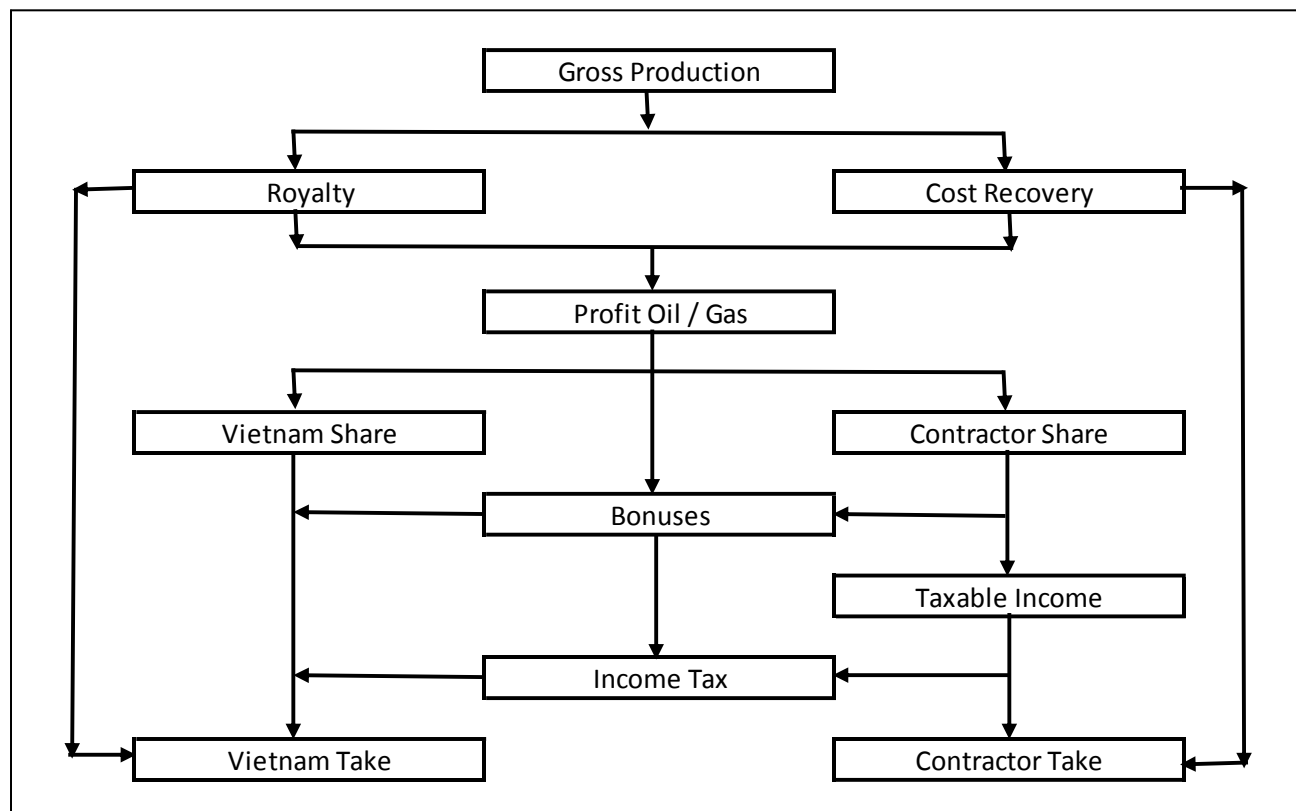 Gross Production
Royalty
Cost Recovery
Profit Oil / Gas
Vietnam Share
Contractor Share
Bonuses
Taxable Income
Income Tax
Vietnam Take
Contractor Take